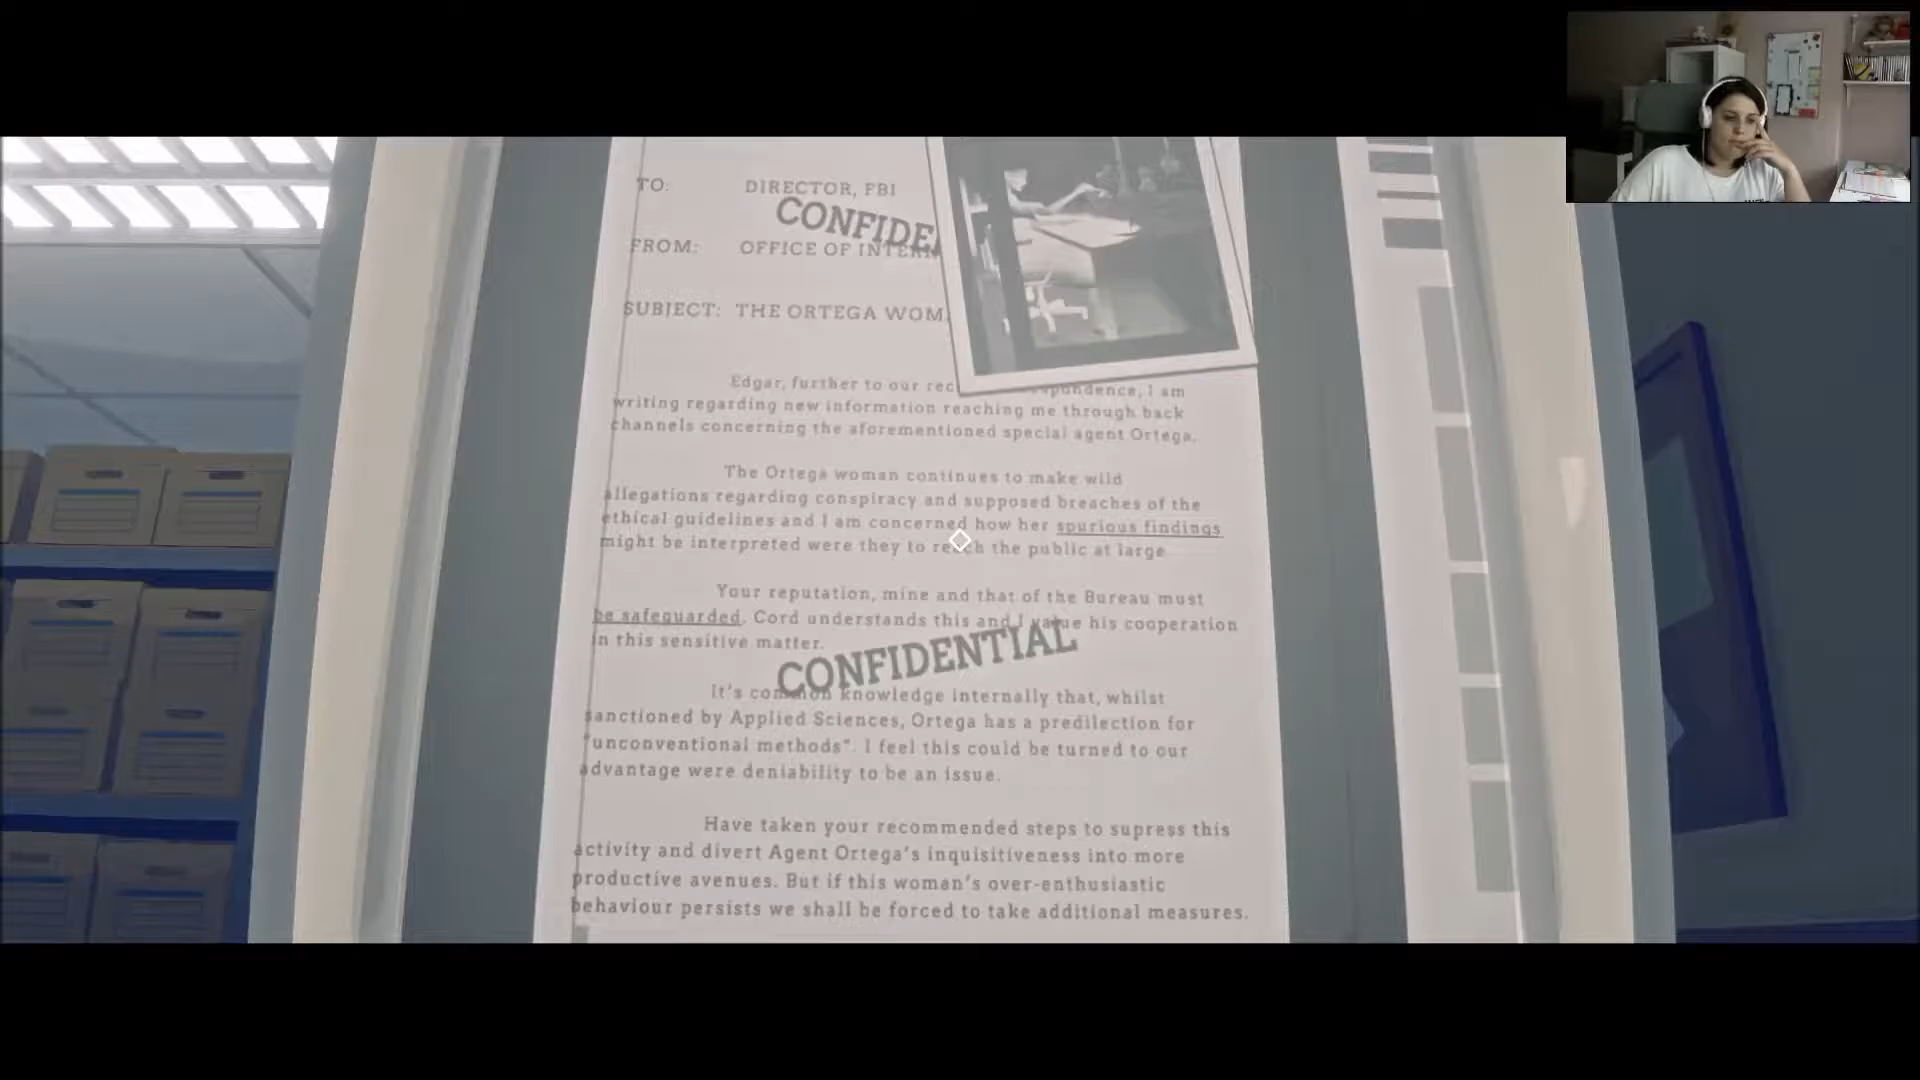 TO: DIRECTOR, FBI
CONFIDE
FROM: OFFICE OF INTERN
SUBJECT: THE ORTEGA WOM
Edgar, further to our rec spondence, I am
writing regarding new information reaching me through back
channels concerning the aforementioned special agent Ortega.
The Ortega woman continues to make wild
allegations regarding conspiracy and supposed breaches of the
ethical guidelines and I am concerned how her spurious findings
might be interpreted were they to reach the public at large
Your reputation, mine and that of the Bureau must
be safeguarded. Cord understands this and I value his cooperation
in this sensitive matter.
CONFIDENTIAL
It's common knowledge internally that, whilst
sanctioned by Applied Sciences, Ortega has a predilection for
"unconventional methods". I feel this could be turned to our
advantage were deniability to be an issue.
Have taken your recommended steps to supress this
activity and divert Agent Ortega's inquisitiveness into more
productive avenues. But if this woman's over-enthusiastic
behaviour persists we shall be forced to take additional measures.